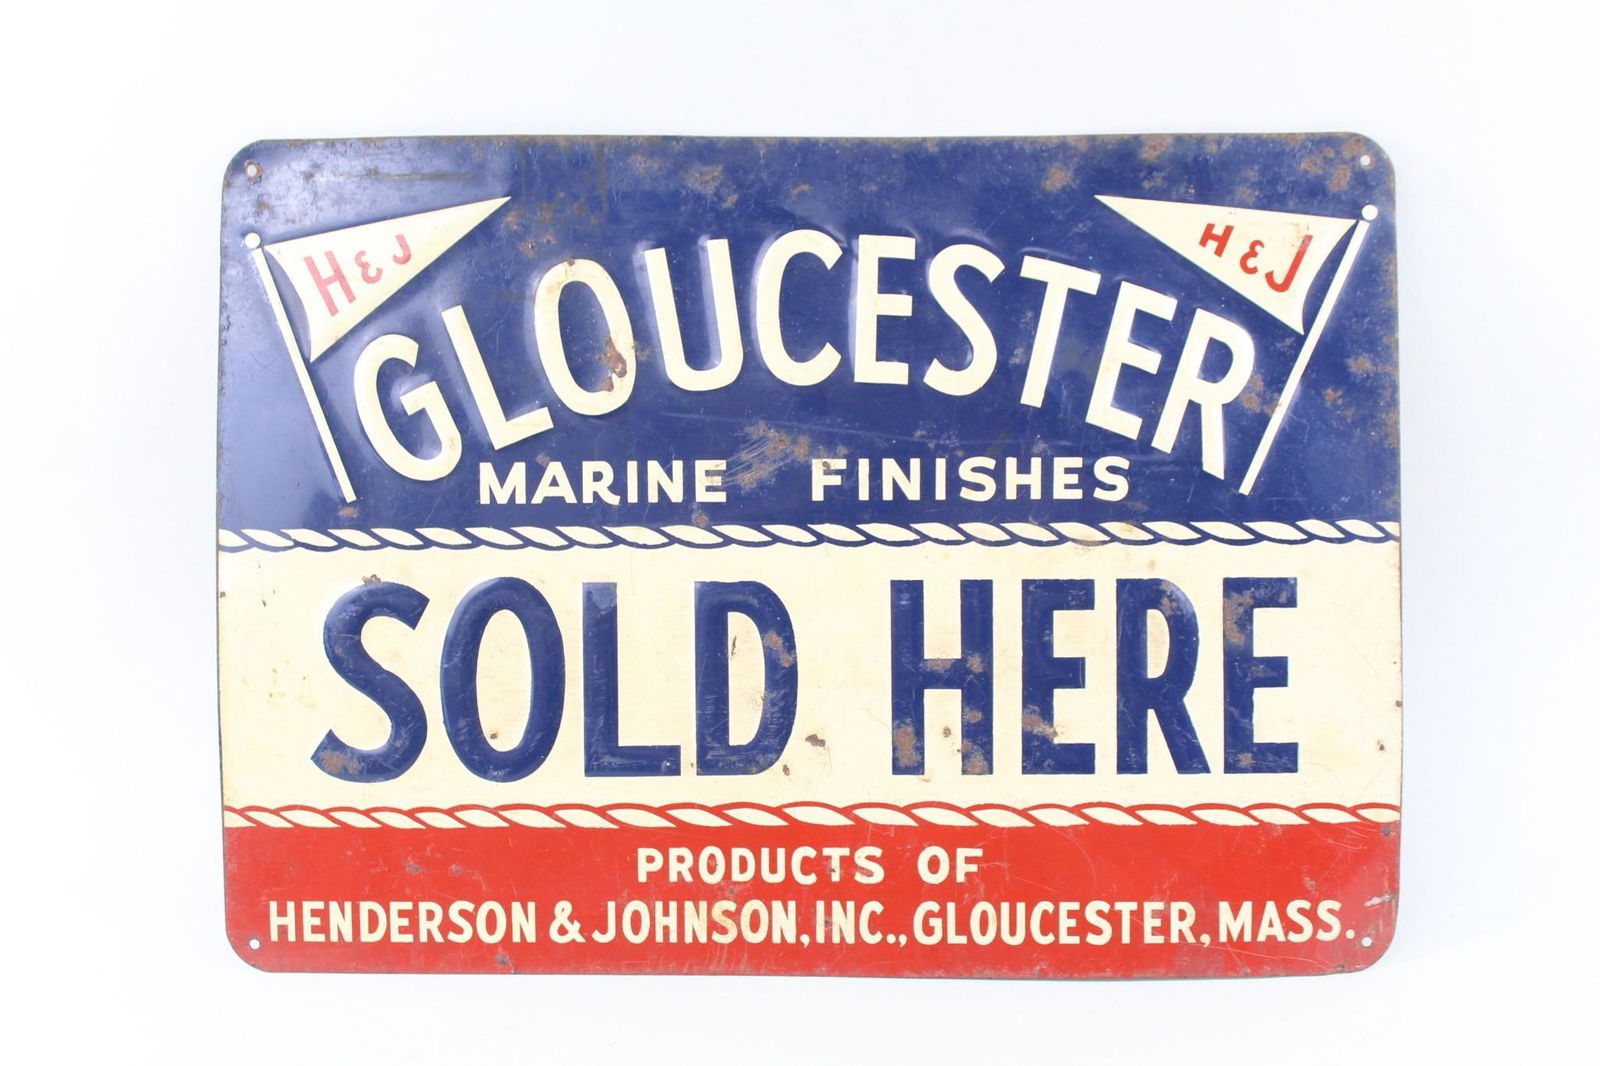 H & J
H & J
GLOUCESTER
MARINE FINISHES
SOLD HERE
PRODUCTS OF
HENDERSON & JOHNSON, INC., GLOUCESTER, MASS.